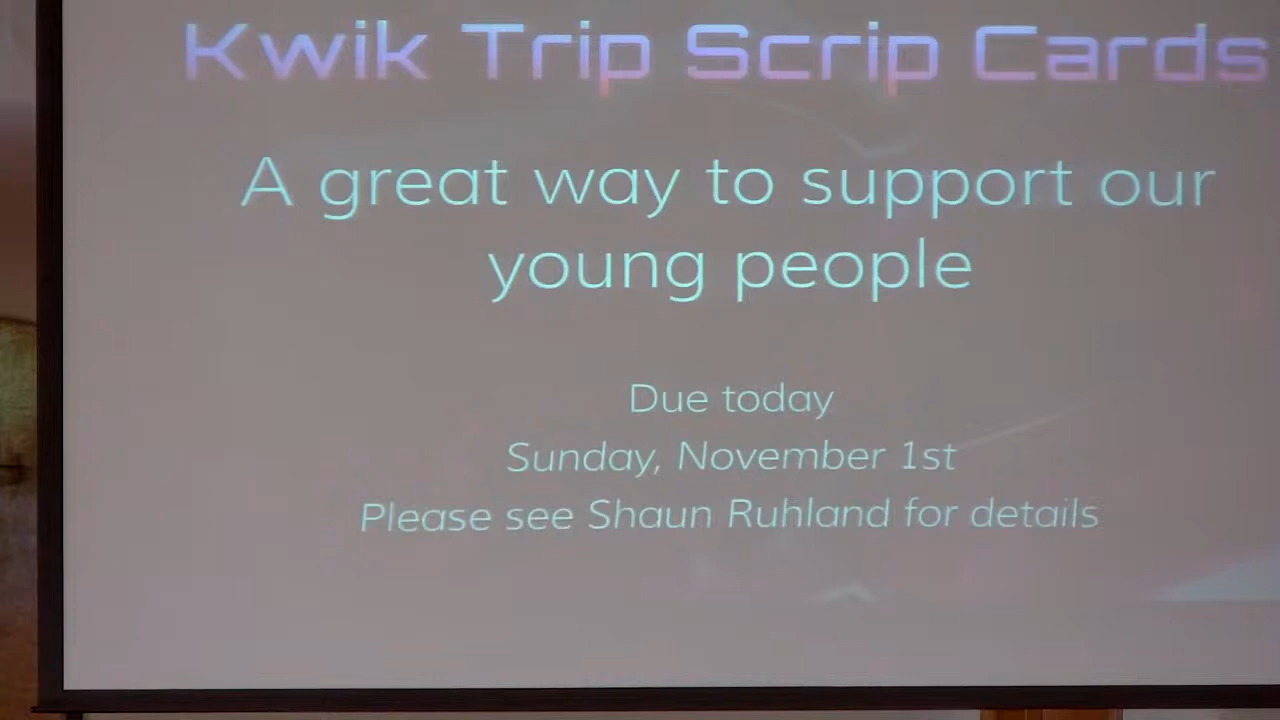 Kwik Trip Scrip Cards
A great way to support our
young people
Due today
Sunday, November 1st
Please see Shaun Ruhland for details